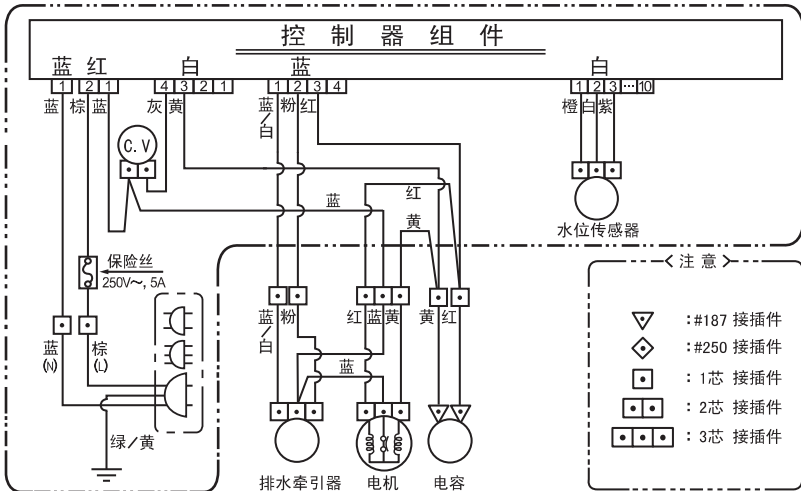 控制器组件
蓝 红 白 蓝 白
1 2 1 4 3 2 1 1 2 3 4 1 2 3 ··· 10
蓝 棕 蓝 灰 黄 蓝/白 粉 红 橙 白 紫
C.V
蓝 红
黄
水位传感器
保险丝
250V～, 5A
注意
蓝/白 粉 红 蓝 黄 黄 红
蓝 棕
(N) (L)
蓝
绿/黄
排水牵引器 电机 电容
:#187 接插件
:#250 接插件
:1芯 接插件
:2芯 接插件
:3芯 接插件